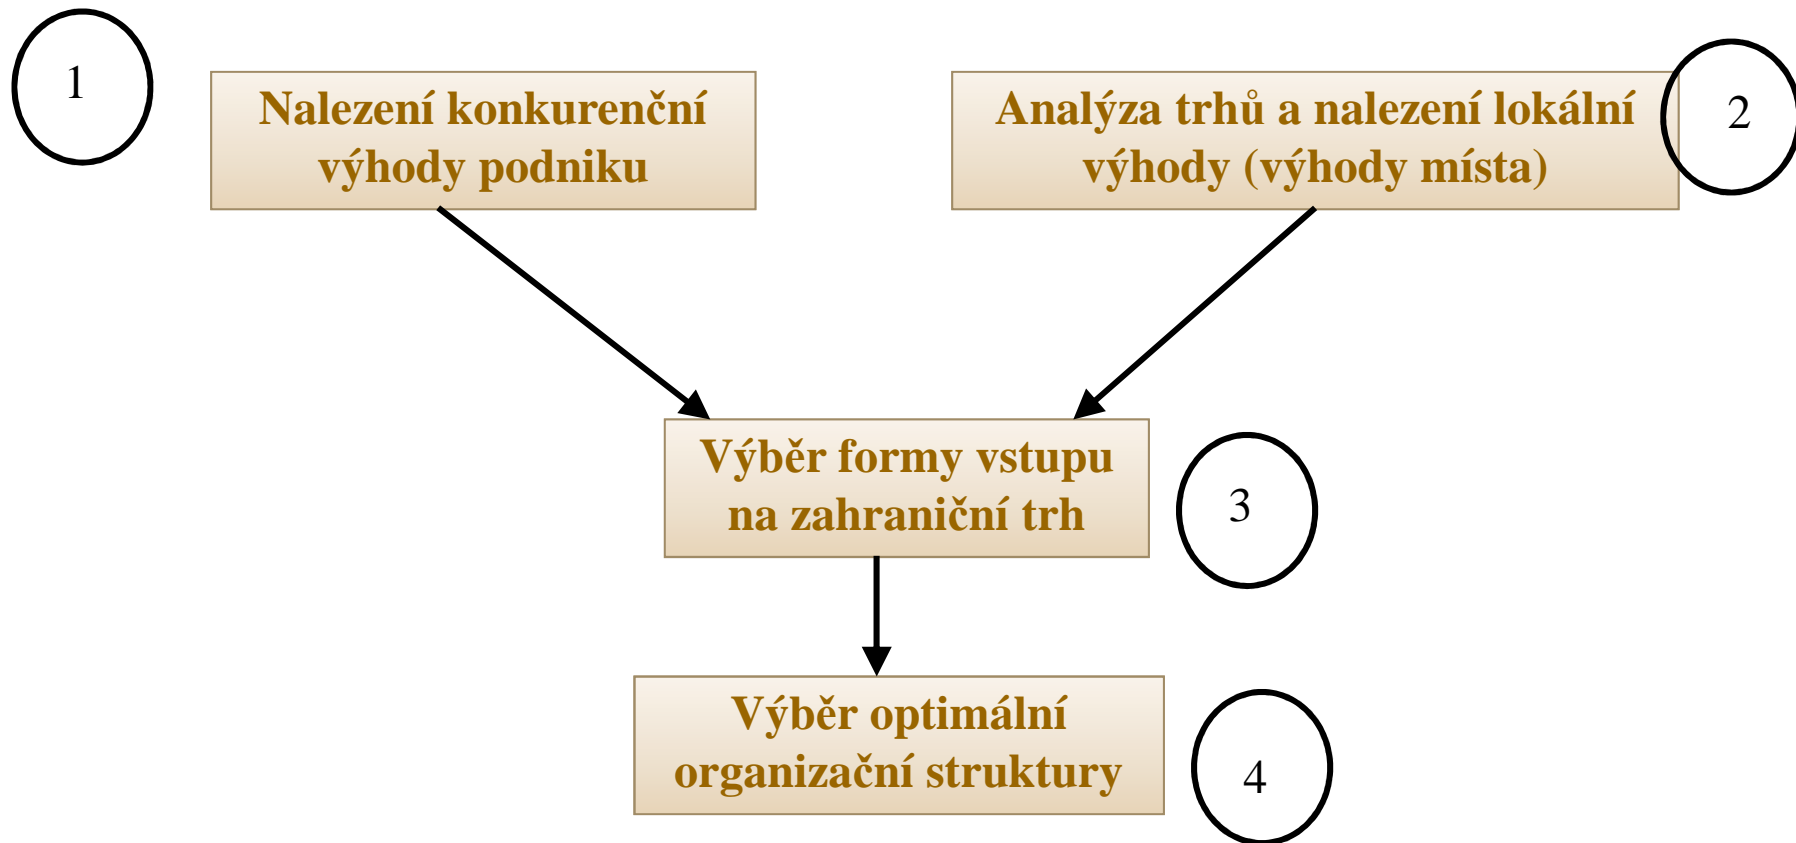 1
Nalezení konkurenční
výhody podniku
Analýza trhů a nalezení lokální
výhody (výhody místa)
2
Výběr formy vstupu
na zahraniční trh
3
Výběr optimální
organizační struktury
4